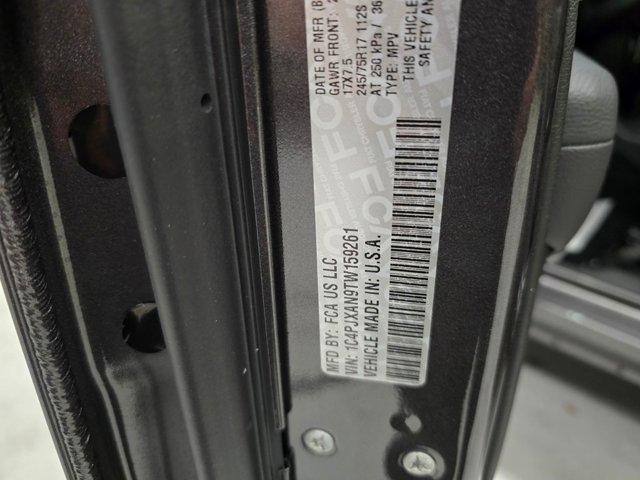 MFD BY: FCA US LLC
DATE OF MFR
VIN: 1C4PJXAN9TW159261
GAWR FRONT:
17X7.5
VEHICLE MADE IN: U.S.A.
245/75R17 112S
AT 250 kPa / 36
TYPE: MPV
THIS VEHICLE
SAFETY AN